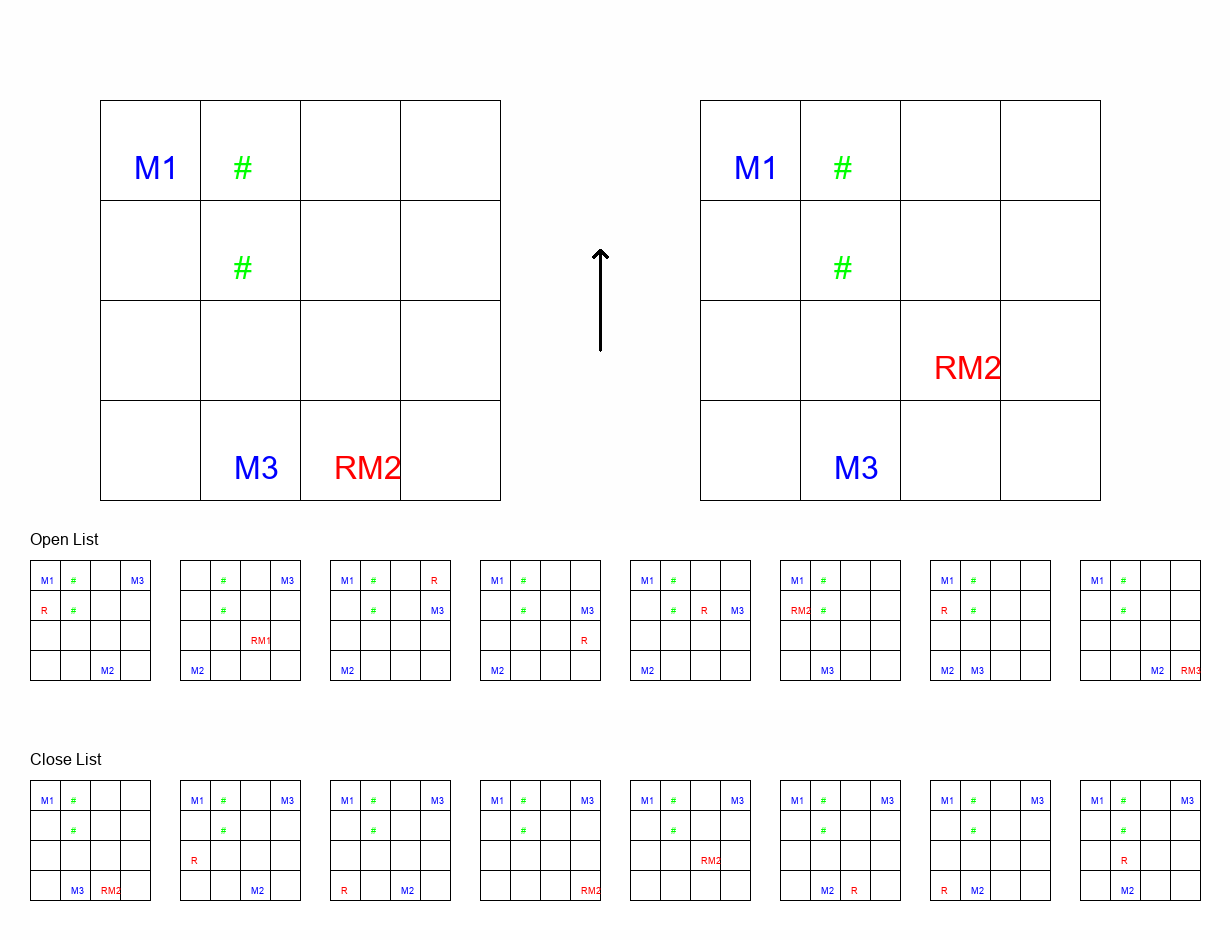 M1 # M1 #
# #
RM2
M3 RM2 M3
Open List
M1 # M3 # M3 M1 # R M1 # M1 # M1 # M1 # M1 #
R # # # M3 # M3 # R M3 RM2 # R # #
RM1 R
M2 M2 M2 M2 M2 M3 M2 M3 M2 RM3
Close List
M1 # M1 # M3 M1 # M3 M1 # M3 M1 # M3 M1 # M3 M1 # M3 M1 # M3
# # # # # # # #
R RM2 R
M3 RM2 M2 R M2 RM2 M2 R R M2 M2